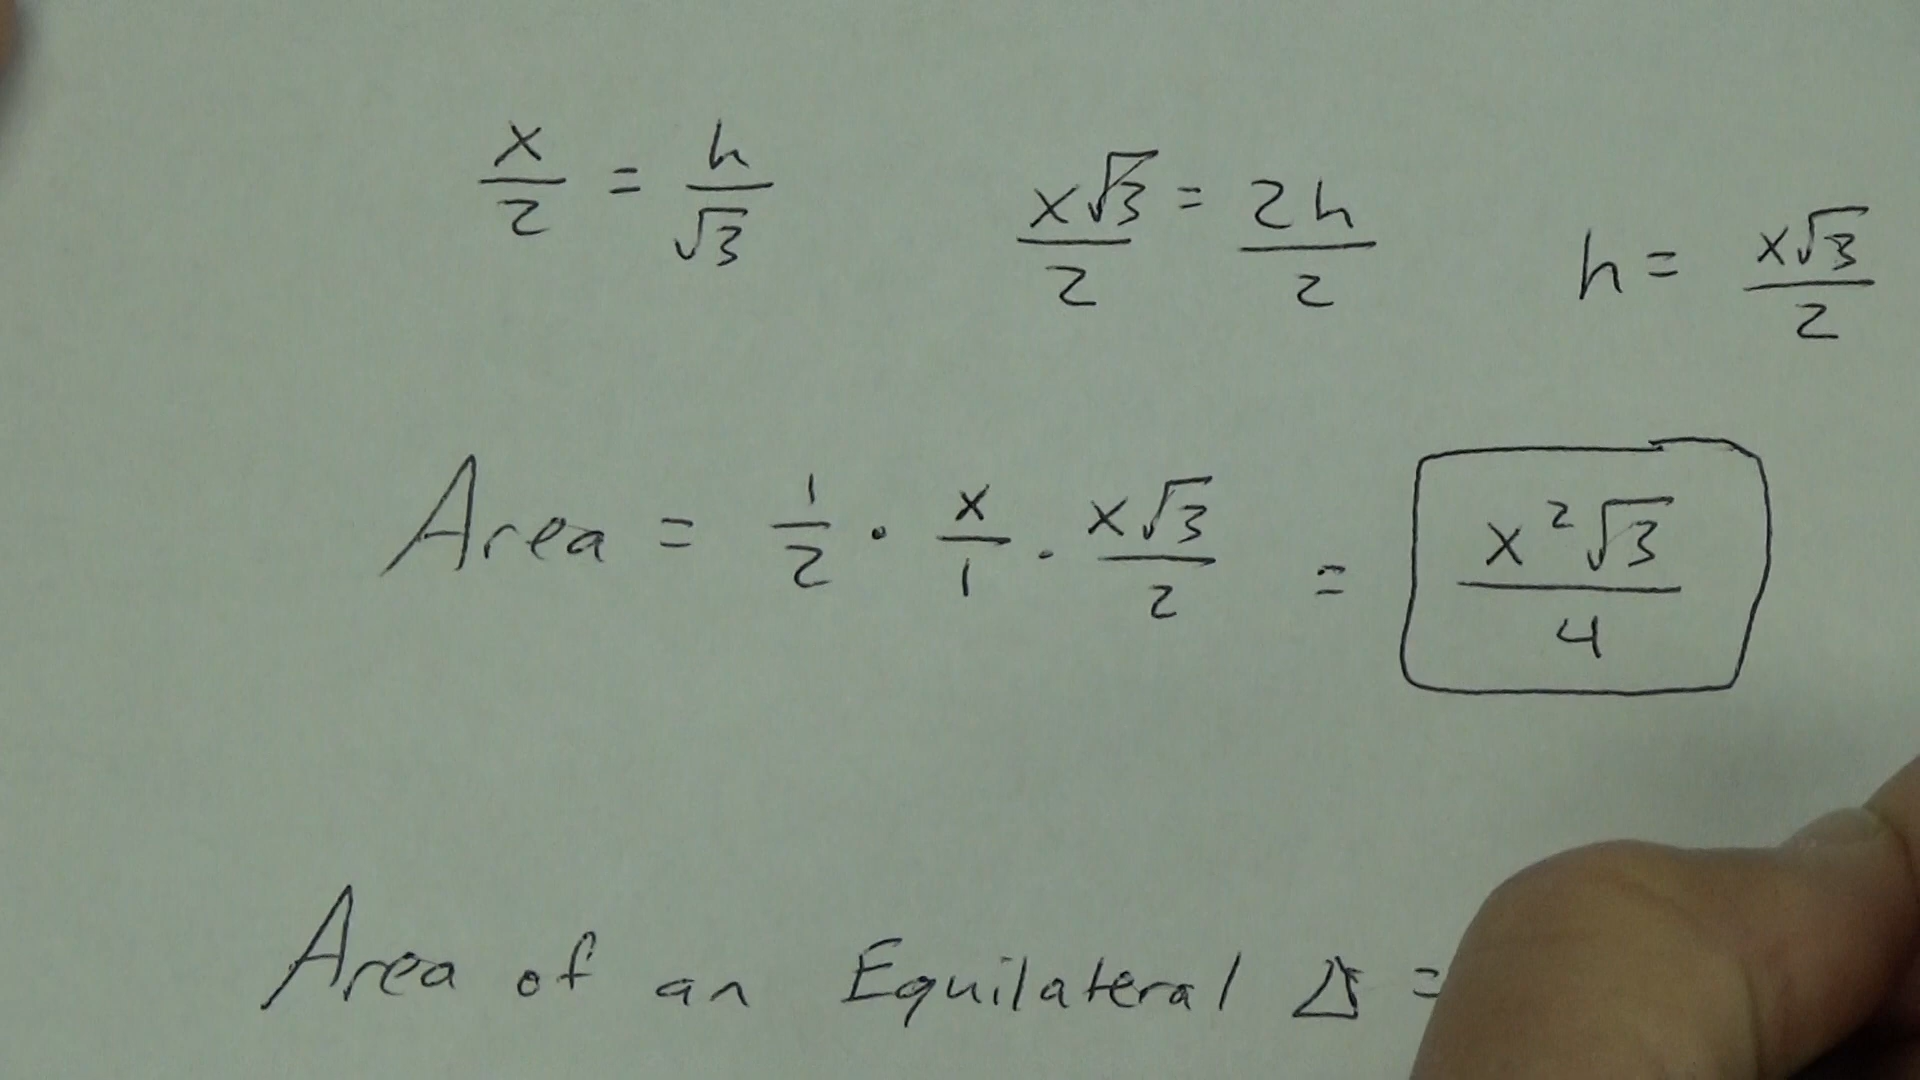 x/2 = h/√3   x√3/2 = 2h/2   h = x√3/2
Area = 1/2 · x/1 · x√3/2 = x²√3/4
Area of an Equilateral △ =